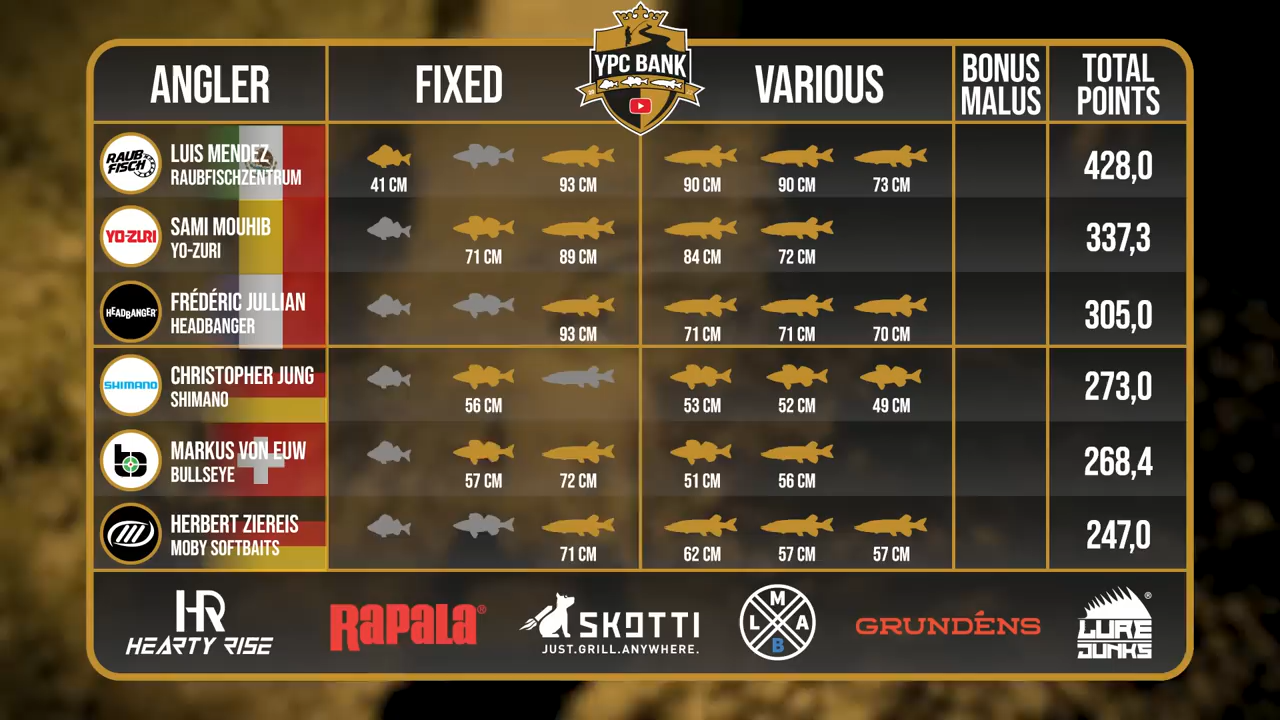 YPC BANK
ANGLER
FIXED
VARIOUS
BONUS
MALUS
TOTAL
POINTS
RAUB
FISCH
LUIS MENDEZ
RAUBFISCHZENTRUM
41 CM
93 CM
90 CM
90 CM
73 CM
428,0
YO-ZURI
SAMI MOUHIB
YO-ZURI
71 CM
89 CM
84 CM
72 CM
337,3
HEADBANGER
FRÉDÉRIC JULLIAN
HEADBANGER
93 CM
71 CM
71 CM
70 CM
305,0
SHIMANO
CHRISTOPHER JUNG
SHIMANO
56 CM
53 CM
52 CM
49 CM
273,0
b
MARKUS VON EUW
BULLSEYE
57 CM
72 CM
51 CM
56 CM
268,4
HERBERT ZIEREIS
MOBY SOFTBAITS
71 CM
62 CM
57 CM
57 CM
247,0
HR
HEARTY RISE
RAPALA®
SKOTTI
JUST.GRILL.ANYWHERE.
M
L A
B
GRUNDÉNS
®
LURE
JUNKS